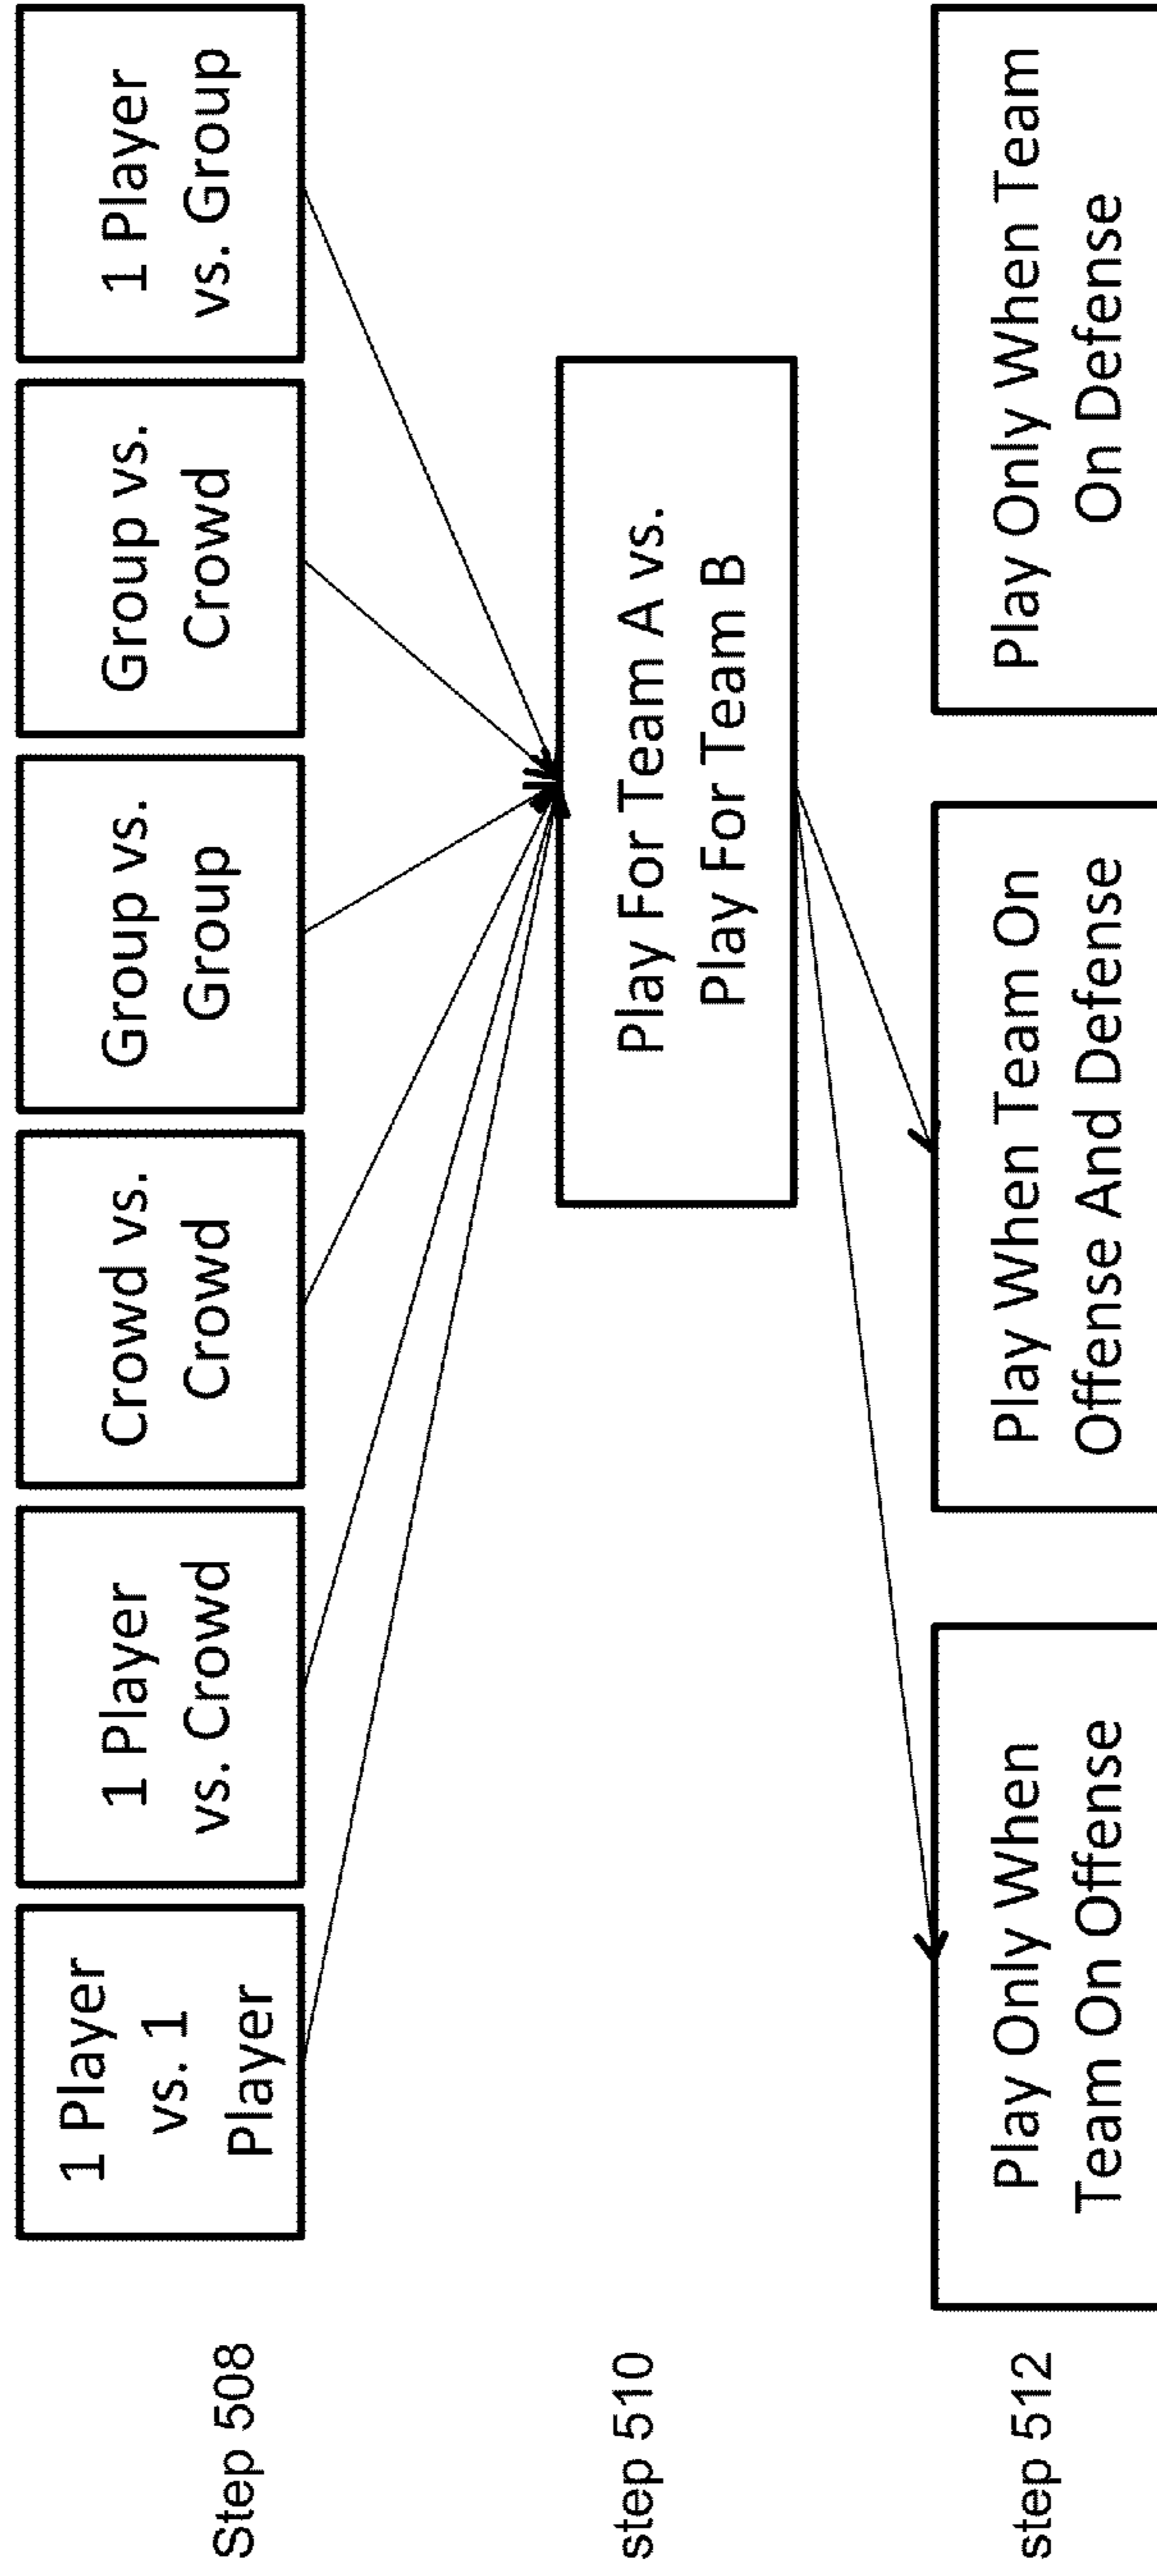 Step 508
1 Player
vs. 1
Player
1 Player
vs. Crowd
Crowd vs.
Crowd
Group vs.
Group
Group vs.
Crowd
1 Player
vs. Group
step 510
Play For Team A vs.
Play For Team B
step 512
Play Only When
Team On Offense
Play When Team On
Offense And Defense
Play Only When Team
On Defense